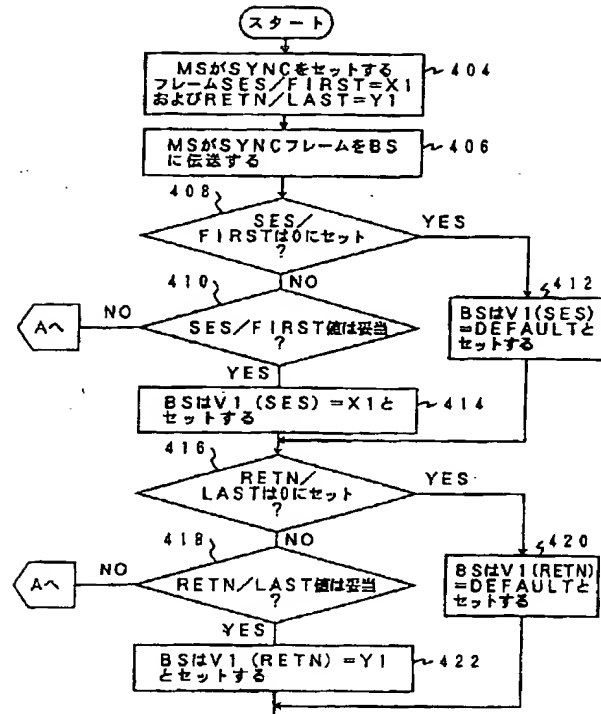 スタート
MSがSYNCをセットする
フレームSES/FIRST=X1
およびRETN/LAST=Y1
404
MSがSYNCフレームをBS
に伝送する
406
408
SES/
FIRSTは0にセット
?
YES
NO
410
412
BSはV1(SES)
=DEFAULTと
セットする
Aへ
NO
SES/FIRST値は妥当
?
YES
BSはV1(SES)=X1と
セットする
414
416
RETN/
LASTは0にセット
?
YES
NO
418
420
BSはV1(RETN)
=DEFAULTと
セットする
Aへ
NO
RETN/LAST値は妥当
?
YES
BSはV1(RETN)=Y1
とセットする
422